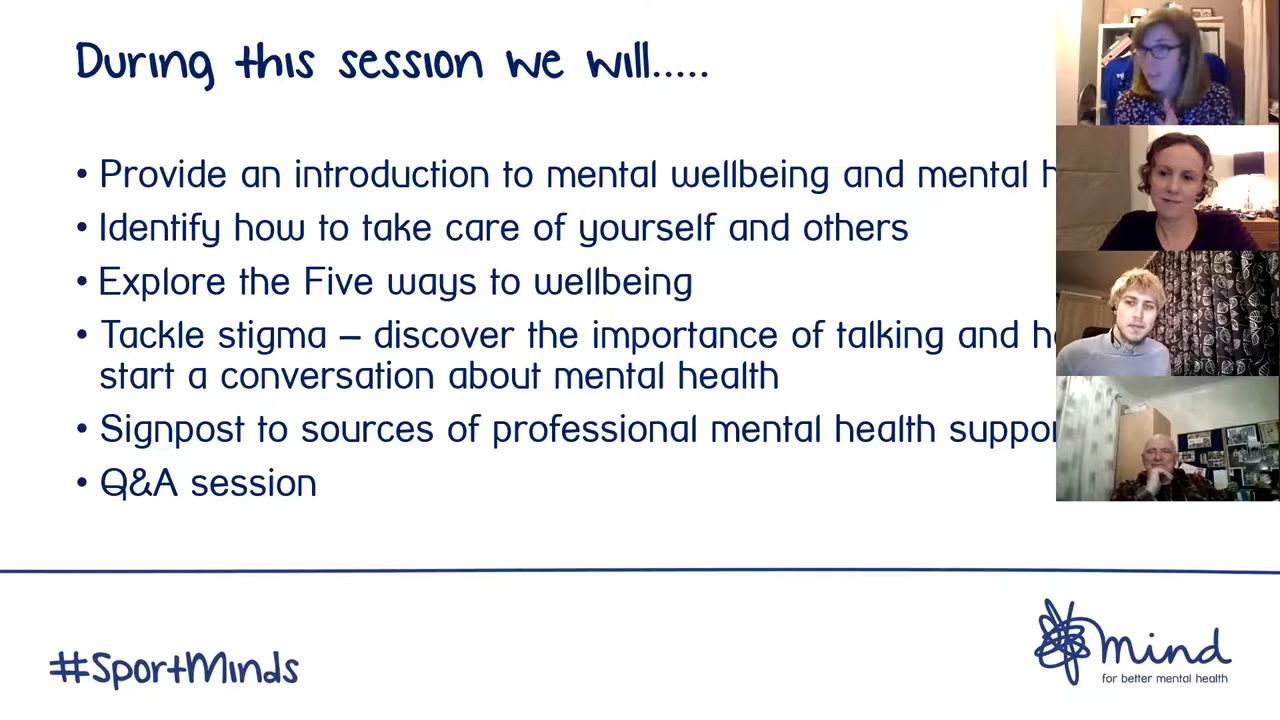 During this session we will.....
• Provide an introduction to mental wellbeing and mental
• Identify how to take care of yourself and others
• Explore the Five ways to wellbeing
• Tackle stigma – discover the importance of talking and
start a conversation about mental health
• Signpost to sources of professional mental health
• Q&A session
#SportMinds
mind
for better mental health